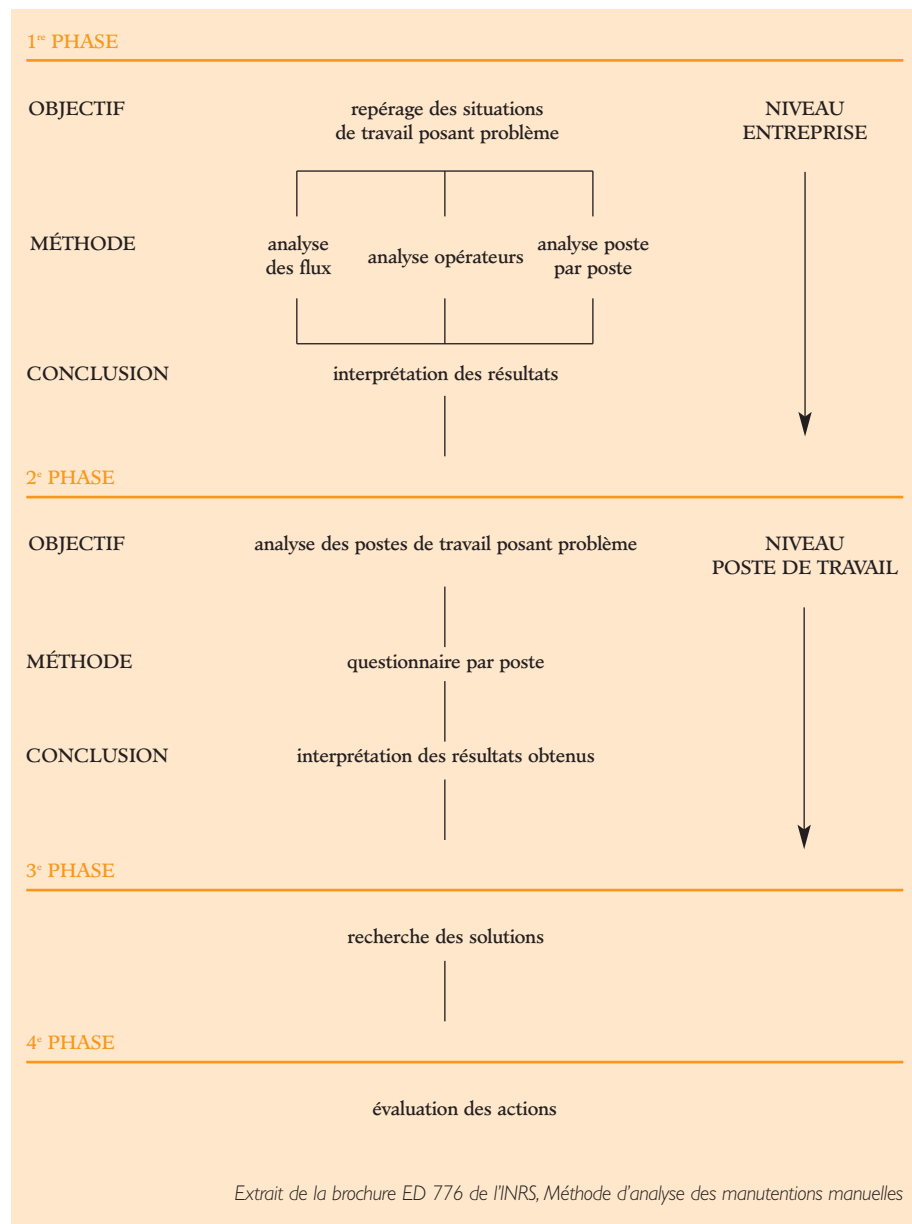 1re PHASE
OBJECTIF
repérage des situations
de travail posant problème
NIVEAU
ENTREPRISE
MÉTHODE
analyse
des flux
analyse opérateurs
analyse poste
par poste
CONCLUSION
interprétation des résultats
2e PHASE
OBJECTIF
analyse des postes de travail posant problème
NIVEAU
POSTE DE TRAVAIL
MÉTHODE
questionnaire par poste
CONCLUSION
interprétation des résultats obtenus
3e PHASE
recherche des solutions
4e PHASE
évaluation des actions
Extrait de la brochure ED 776 de l'INRS, Méthode d'analyse des manutentions manuelles